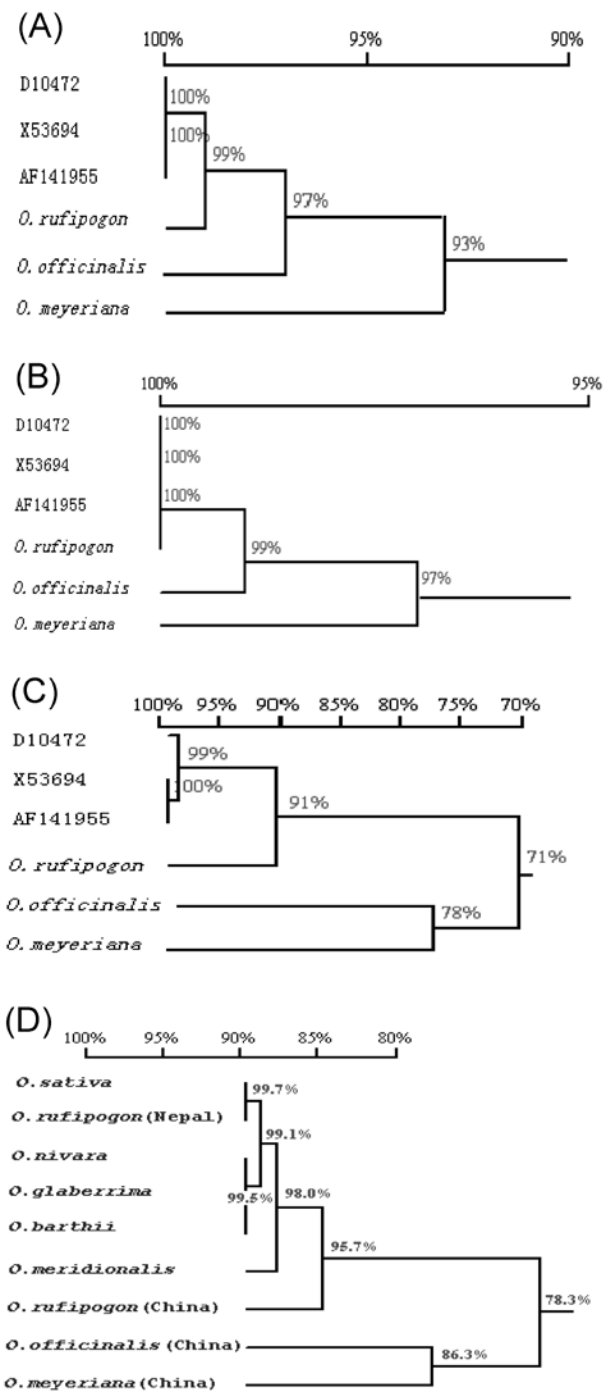 (A)
100% 95% 90%
D10472
100%
X53694
100%
99%
AF141955
97%
O. rufipogon
93%
O. officinalis
O. meyeriana
(B)
100% 95%
D10472
100%
X53694
100%
AF141955
100%
O. rufipogon
99%
97%
O. officinalis
O. meyeriana
(C)
100% 95% 90% 85% 80% 75% 70%
D10472
99%
X53694
100%
91%
AF141955
71%
O. rufipogon
O. officinalis
78%
O. meyeriana
(D)
100% 95% 90% 85% 80%
O. sativa
99.7%
O. rufipogon (Nepal)
99.1%
O. nivara
O. glaberrima
99.5% 98.0%
O. barthii
95.7%
O. meridionalis
78.3%
O. rufipogon (China)
O. officinalis (China)
86.3%
O. meyeriana (China)